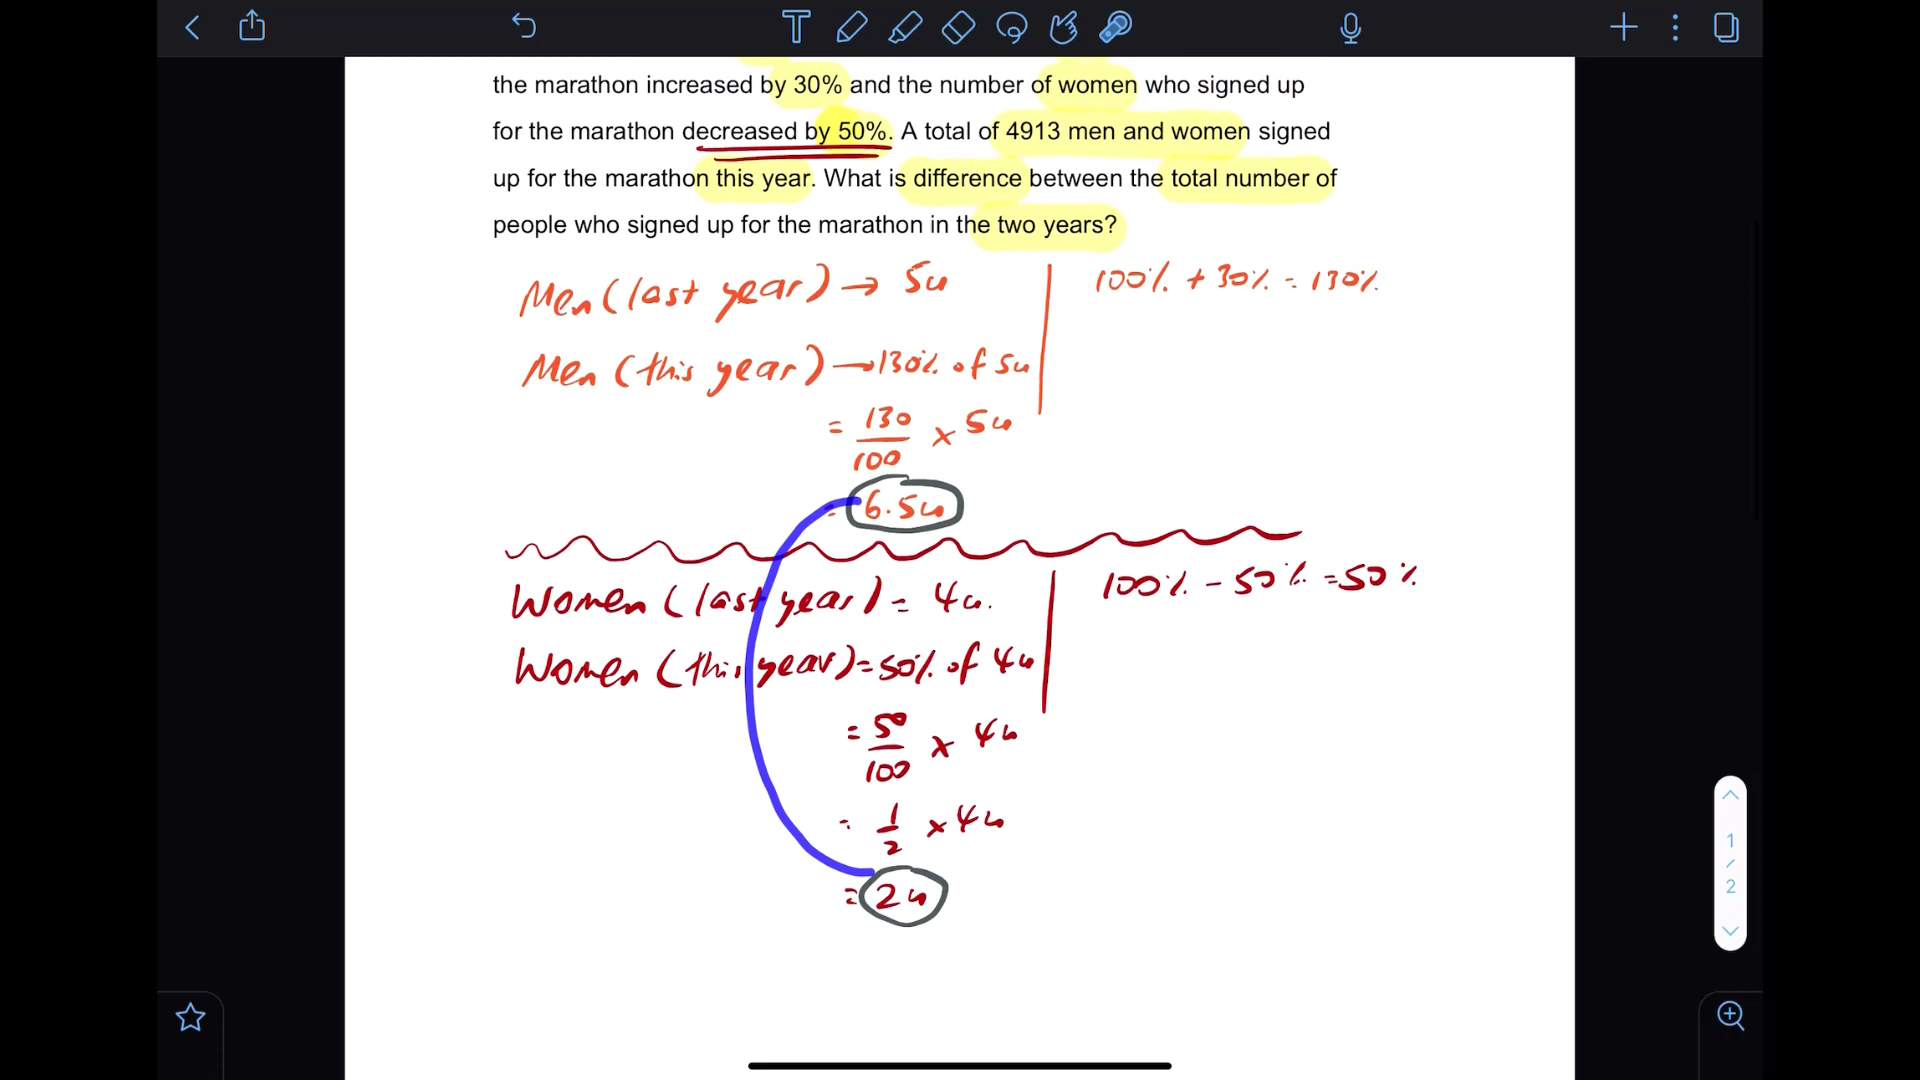 the marathon increased by 30% and the number of women who signed up
for the marathon decreased by 50%. A total of 4913 men and women signed
up for the marathon this year. What is difference between the total number of
people who signed up for the marathon in the two years?
Men (last year) → 5u
100% + 30% = 130%
Men (this year) → 130% of 5u
= 130/100 × 5u
= 6.5u
Women (last year) = 4u.
100% - 50% = 50%
Women (this year) = 50% of 4u
= 50/100 × 4u
= 1/2 × 4u
= 2u
1
/
2